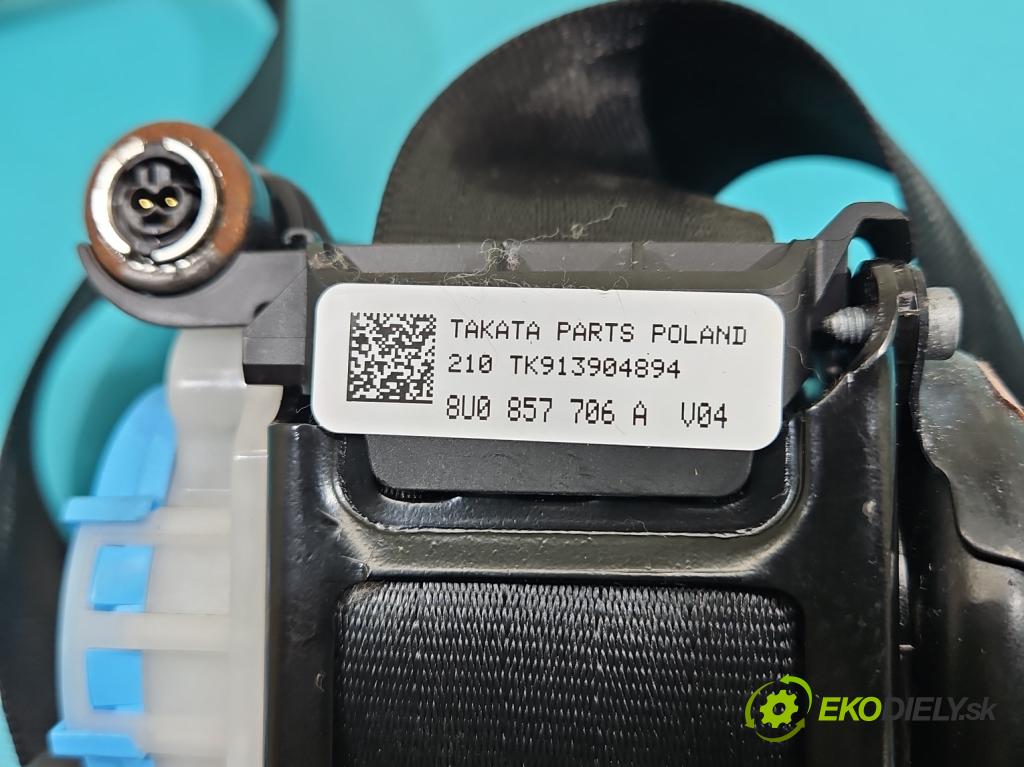 TAKATA PARTS POLAND
210 TK913904894
8U0 857 706 A V04
EKODIELY.sk